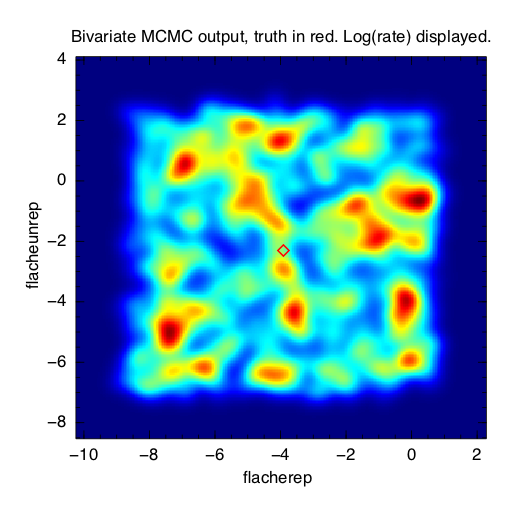 Bivariate MCMC output, truth in red. Log(rate) displayed.
4
2
0
−2
−4
−6
−8
flacheunrep
−10 −8 −6 −4 −2 0 2
flacherep